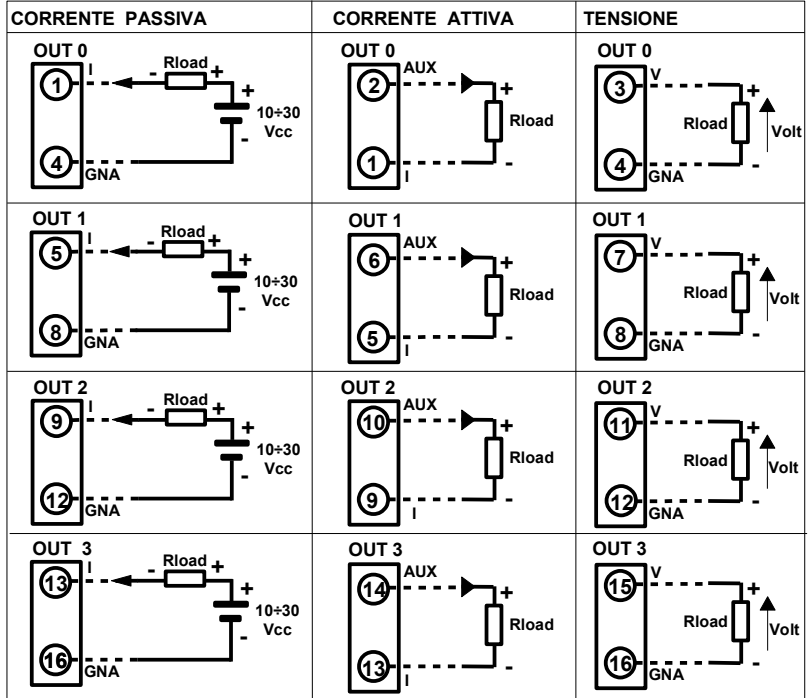 CORRENTE PASSIVA
CORRENTE ATTIVA
TENSIONE
OUT 0
1
I
- Rload +
+
10÷30
Vcc
-
4
GNA
OUT 0
2
AUX
+
Rload
1
I
-
OUT 0
3
V
+
Rload
Volt
4
GNA
-
OUT 1
5
I
- Rload +
+
10÷30
Vcc
-
8
GNA
OUT 1
6
AUX
+
Rload
5
I
-
OUT 1
7
V
+
Rload
Volt
8
GNA
-
OUT 2
9
I
- Rload +
+
10÷30
Vcc
-
12
GNA
OUT 2
10
AUX
+
Rload
9
I
-
OUT 2
11
V
+
Rload
Volt
12
GNA
-
OUT 3
13
I
- Rload +
+
10÷30
Vcc
-
16
GNA
OUT 3
14
AUX
+
Rload
13
I
-
OUT 3
15
V
+
Rload
Volt
16
GNA
-